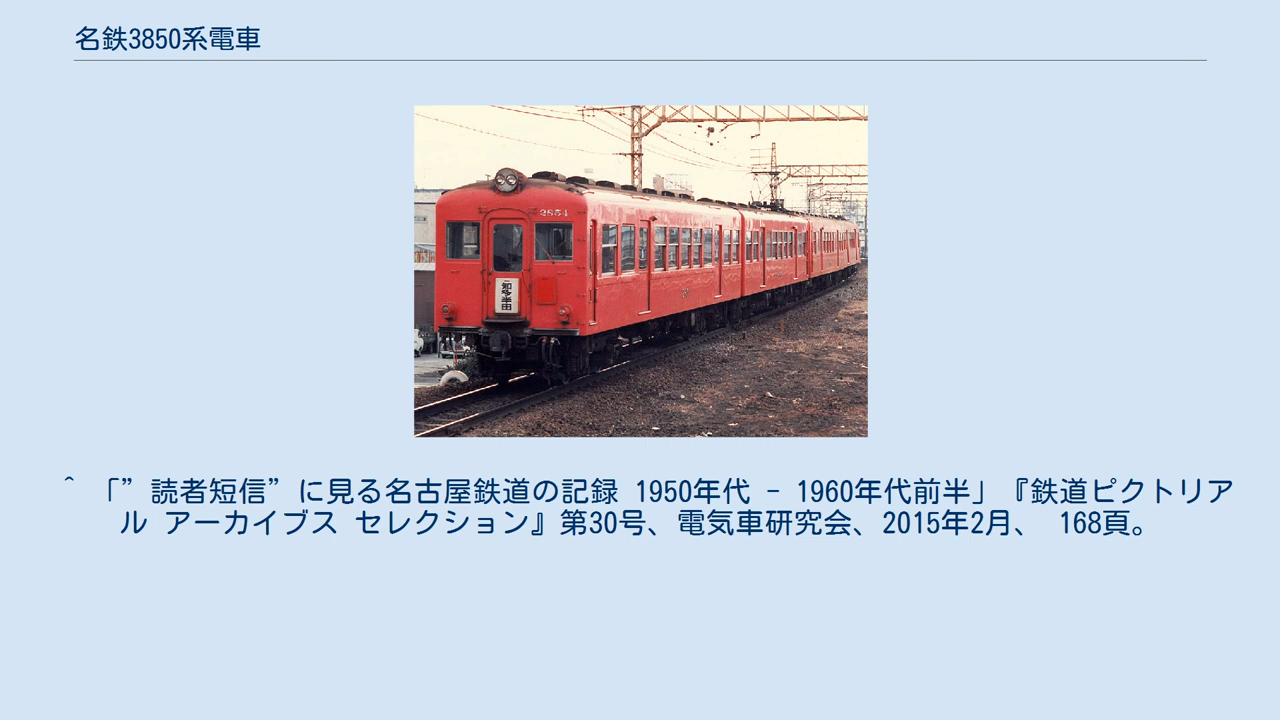 名鉄3850系電車
2854
知多半田
^ 「”読者短信”に見る名古屋鉄道の記録 1950年代 - 1960年代前半」『鉄道ピクトリア
ル アーカイブス セレクション』第30号、電気車研究会、2015年2月、 168頁。